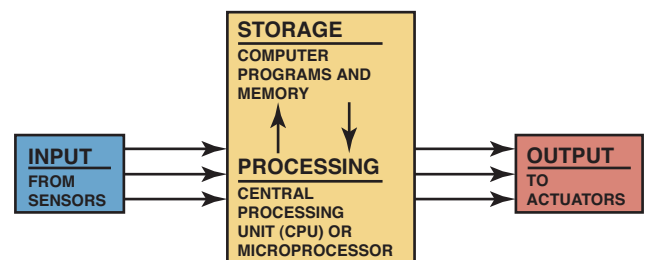 STORAGE
COMPUTER
PROGRAMS AND
MEMORY
INPUT
FROM
SENSORS
PROCESSING
CENTRAL
PROCESSING
UNIT (CPU) OR
MICROPROCESSOR
OUTPUT
TO
ACTUATORS